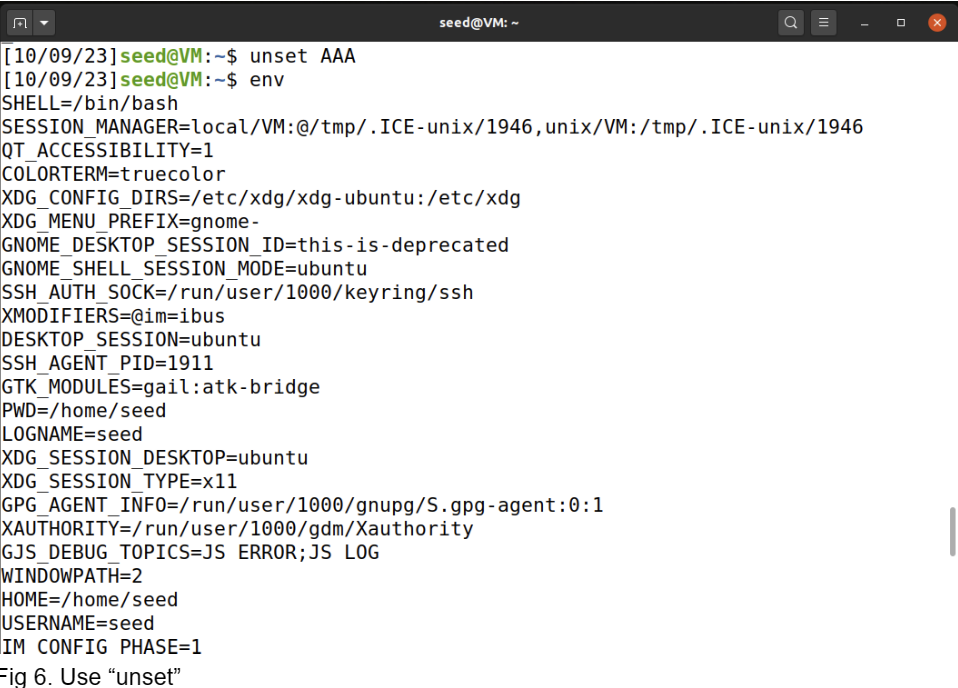 seed@VM: ~
[10/09/23]seed@VM:~$ unset AAA
[10/09/23]seed@VM:~$ env
SHELL=/bin/bash
SESSION_MANAGER=local/VM:@/tmp/.ICE-unix/1946,unix/VM:/tmp/.ICE-unix/1946
QT_ACCESSIBILITY=1
COLORTERM=truecolor
XDG_CONFIG_DIRS=/etc/xdg/xdg-ubuntu:/etc/xdg
XDG_MENU_PREFIX=gnome-
GNOME_DESKTOP_SESSION_ID=this-is-deprecated
GNOME_SHELL_SESSION_MODE=ubuntu
SSH_AUTH_SOCK=/run/user/1000/keyring/ssh
XMODIFIERS=@im=ibus
DESKTOP_SESSION=ubuntu
SSH_AGENT_PID=1911
GTK_MODULES=gail:atk-bridge
PWD=/home/seed
LOGNAME=seed
XDG_SESSION_DESKTOP=ubuntu
XDG_SESSION_TYPE=x11
GPG_AGENT_INFO=/run/user/1000/gnupg/S.gpg-agent:0:1
XAUTHORITY=/run/user/1000/gdm/Xauthority
GJS_DEBUG_TOPICS=JS ERROR;JS LOG
WINDOWPATH=2
HOME=/home/seed
USERNAME=seed
IM_CONFIG_PHASE=1
Fig 6. Use “unset”